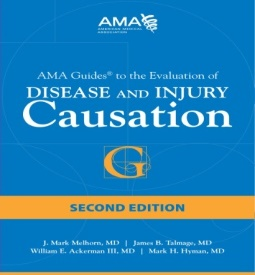 AMA
AMERICAN MEDICAL
ASSOCIATION
AMA Guides® to the Evaluation of
DISEASE AND INJURY
Causation
G
SECOND EDITION
J. Mark Melhorn, MD | James B. Talmage, MD
William E. Ackerman III, MD | Mark H. Hyman, MD